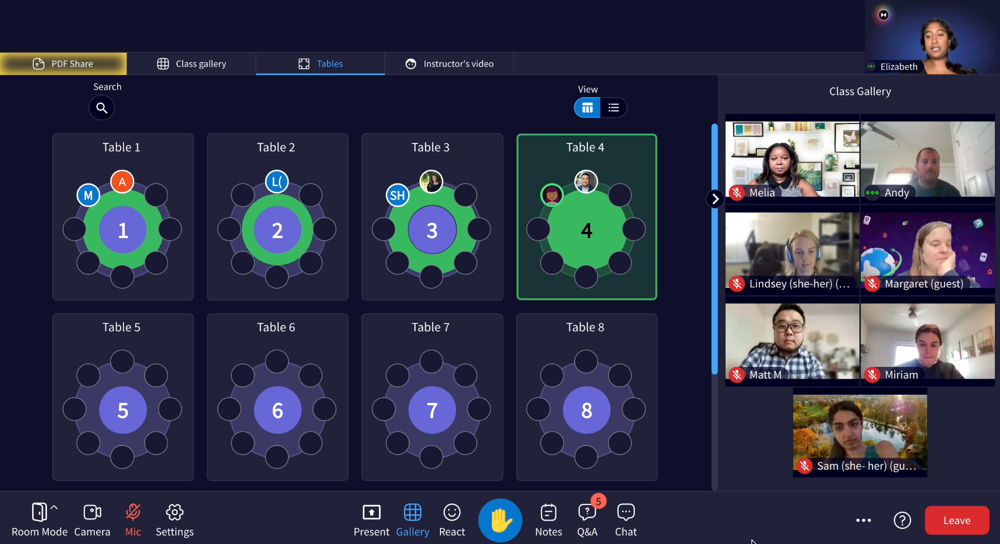 Elizabeth
PDF Share
Class gallery
Tables
Instructor's video
Search
View
Class Gallery
Table 1
Table 2
Table 3
Table 4
M
A
L(
SH
1
2
3
4
Melia
Andy
Lindsey (she-her) (...
Margaret (guest)
Table 5
Table 6
Table 7
Table 8
5
6
7
8
Matt M
Miriam
Sam (she- her) (gu...
5
Room Mode
Camera
Mic
Settings
Present
Gallery
React
Notes
Q&A
Chat
Leave